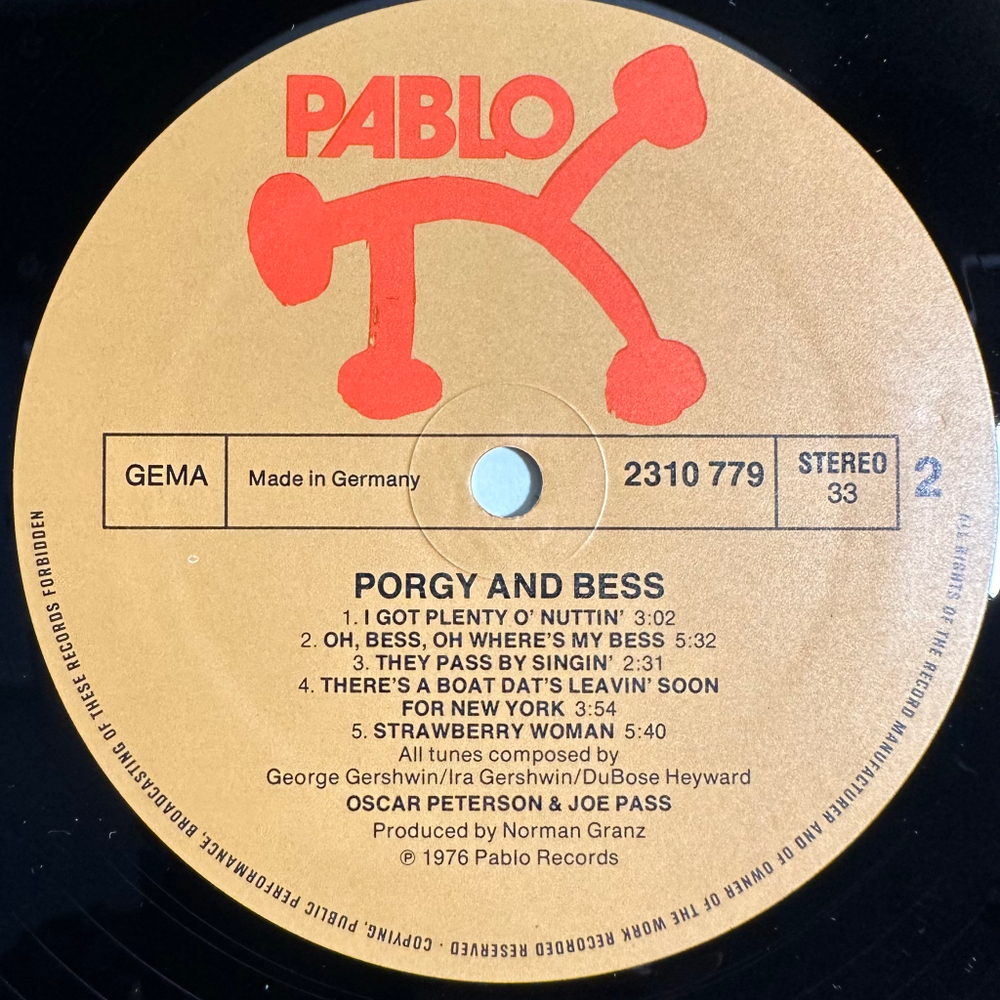 PABLO
GEMA
Made in Germany
2310 779
STEREO
33
2
PORGY AND BESS
1. I GOT PLENTY O' NUTTIN' 3:02
2. OH, BESS, OH WHERE'S MY BESS 5:32
3. THEY PASS BY SINGIN' 2:31
4. THERE'S A BOAT DAT'S LEAVIN' SOON
FOR NEW YORK 3:54
5. STRAWBERRY WOMAN 5:40
All tunes composed by
George Gershwin/Ira Gershwin/DuBose Heyward
OSCAR PETERSON & JOE PASS
Produced by Norman Granz
℗ 1976 Pablo Records
ALL RIGHTS OF THE RECORD MANUFACTURER AND OF OWNER OF THE WORK RECORDED RESERVED · COPYING, PUBLIC PERFORMANCE, BROADCASTING OF THESE RECORDS FORBIDDEN